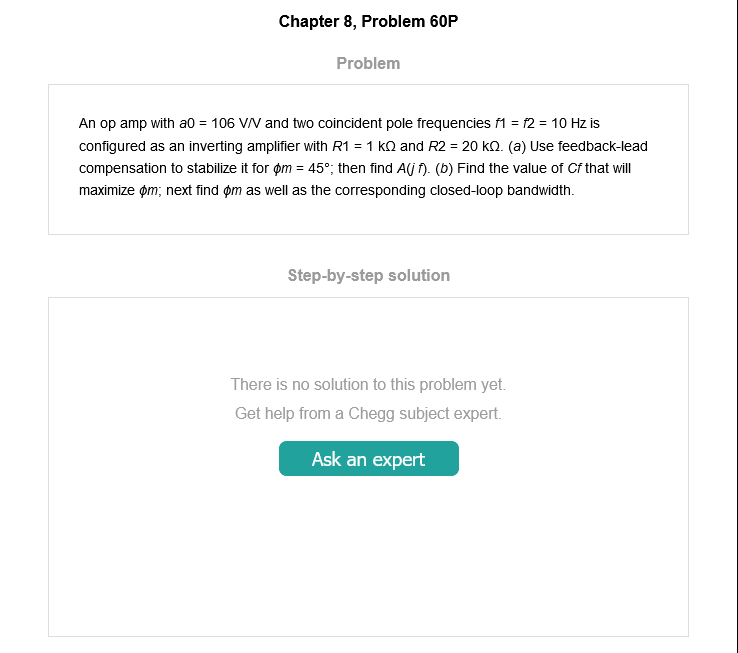 Chapter 8, Problem 60P
Problem
An op amp with a0 = 106 V/V and two coincident pole frequencies f1 = f2 = 10 Hz is
configured as an inverting amplifier with R1 = 1 kΩ and R2 = 20 kΩ. (a) Use feedback-lead
compensation to stabilize it for ϕm = 45°; then find A(j f). (b) Find the value of Cf that will
maximize ϕm; next find ϕm as well as the corresponding closed-loop bandwidth.
Step-by-step solution
There is no solution to this problem yet.
Get help from a Chegg subject expert.
Ask an expert